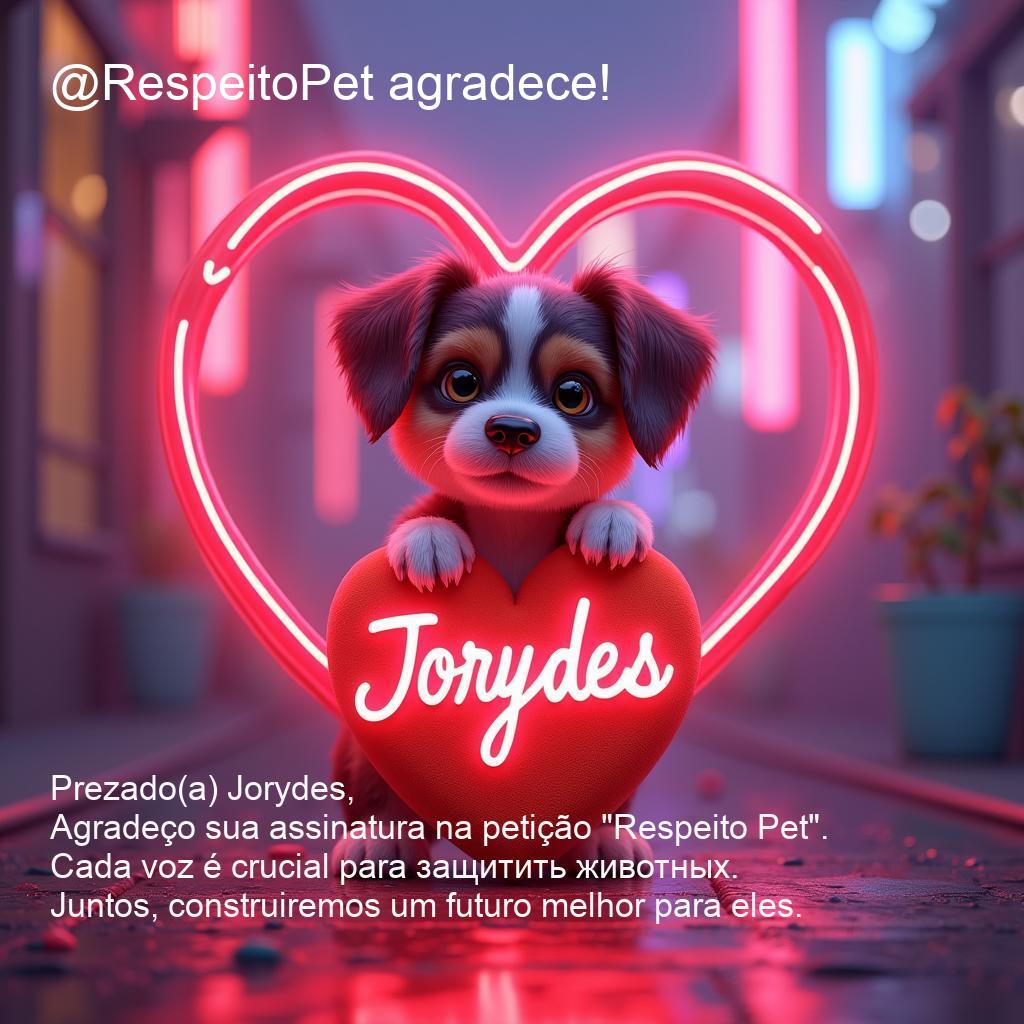 @RespeitoPet agradece!
Jorydes
Prezado(a) Jorydes,
Agradeço sua assinatura na petição "Respeito Pet".
Cada voz é crucial para защитить животных.
Juntos, construiremos um futuro melhor para eles.